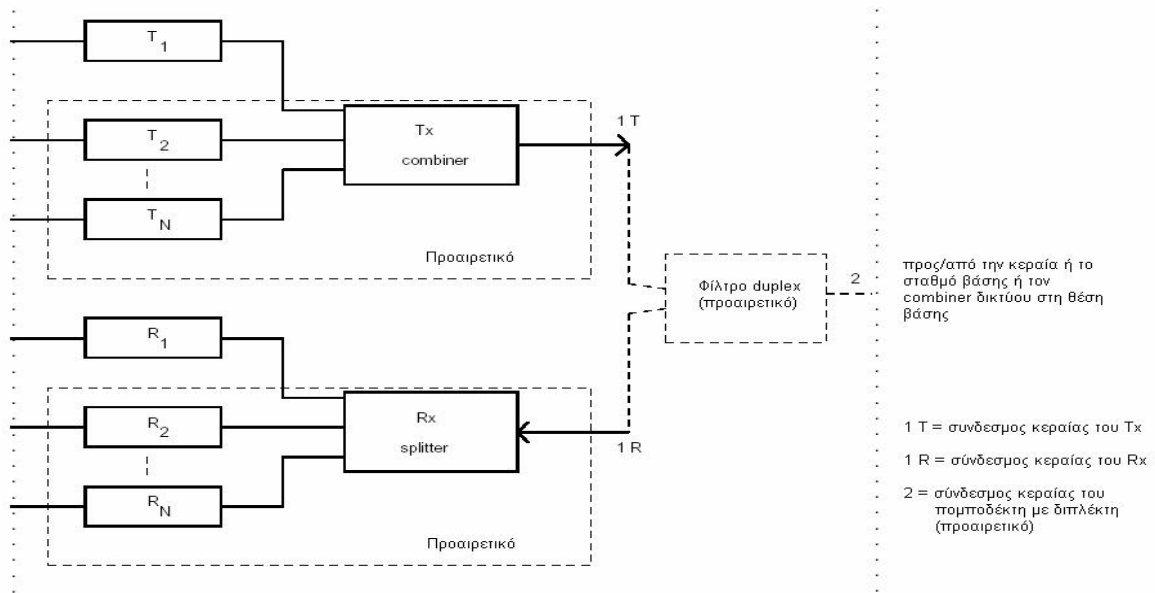 T1
T2
TN
Tx
combiner
Προαιρετικό
1 T
R1
R2
RN
Rx
splitter
Προαιρετικό
1 R
Φίλτρο duplex
(προαιρετικό)
2
προς/από την κεραία ή το
σταθμό βάσης ή τον
combiner δικτύου στη θέση
βάσης
1 T = συνδεσμος κεραίας του Tx
1 R = σύνδεσμος κεραίας του Rx
2 = σύνδεσμος κεραίας του
πομποδέκτη με διπλέκτη
(προαιρετικό)